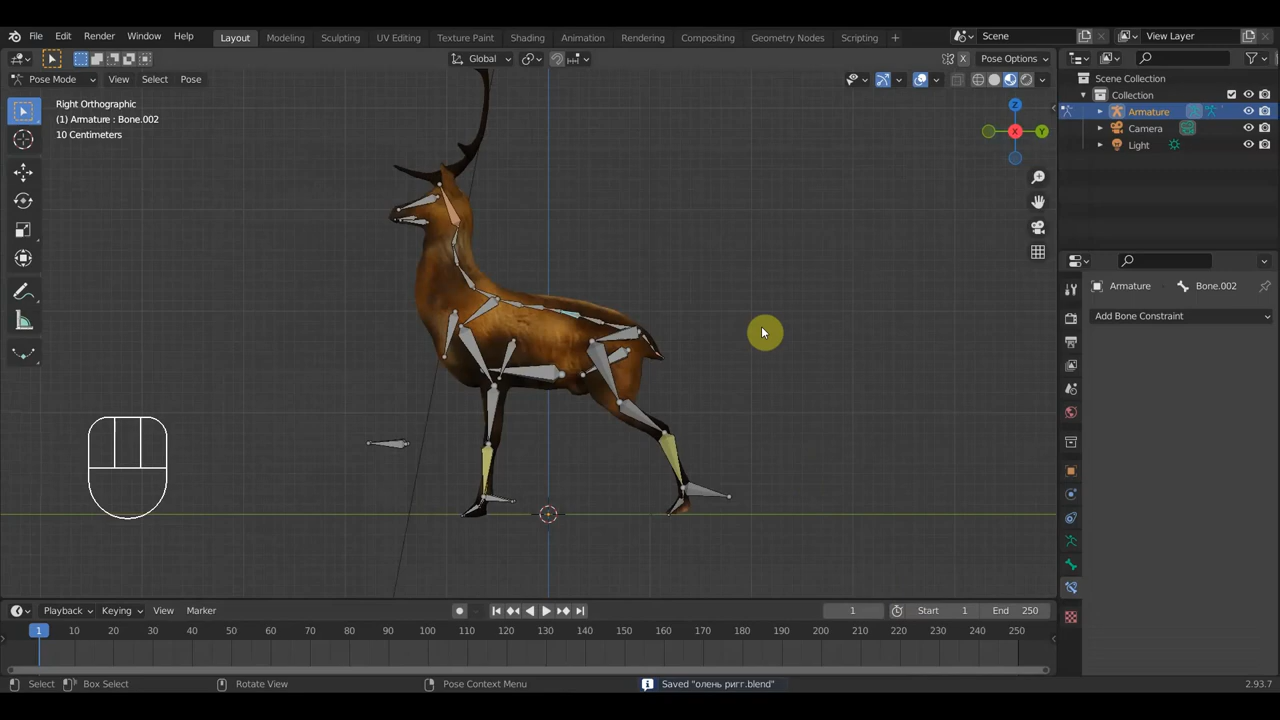 File Edit Render Window Help Layout Modeling Sculpting UV Editing Texture Paint Shading Animation Rendering Compositing Geometry Nodes Scripting + Scene View Layer
Global X Pose Options
Pose Mode View Select Pose
Right Orthographic
(1) Armature : Bone.002
10 Centimeters
Z
X
Y
Scene Collection
Collection
Armature
Camera
Light
Armature Bone.002
Add Bone Constraint
Playback Keying View Marker 1 Start 1 End 250
1 10 20 30 40 50 60 70 80 90 100 110 120 130 140 150 160 170 180 190 200 210 220 230 240 250
Select Box Select Rotate View Pose Context Menu Saved "олень ригг.blend" 2.93.7